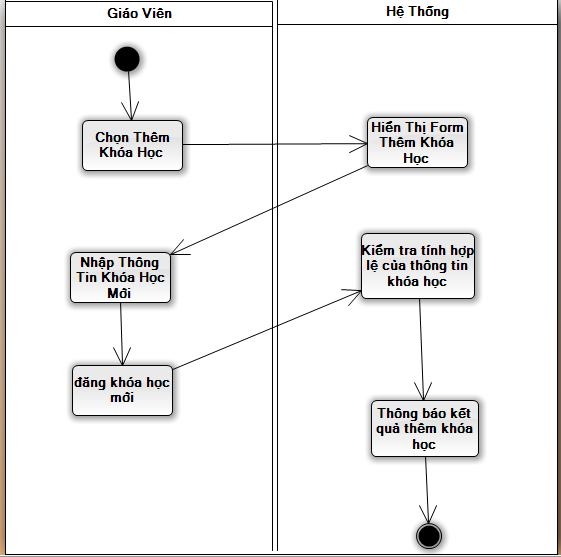 Giáo Viên
Hệ Thống
Chọn Thêm
Khóa Học
Hiển Thị Form
Thêm Khóa
Học
Nhập Thông
Tin Khóa Học
Mới
Kiểm tra tính hợp
lệ của thông tin
khóa học
đăng khóa học
mới
Thông báo kết
quả thêm khóa
học